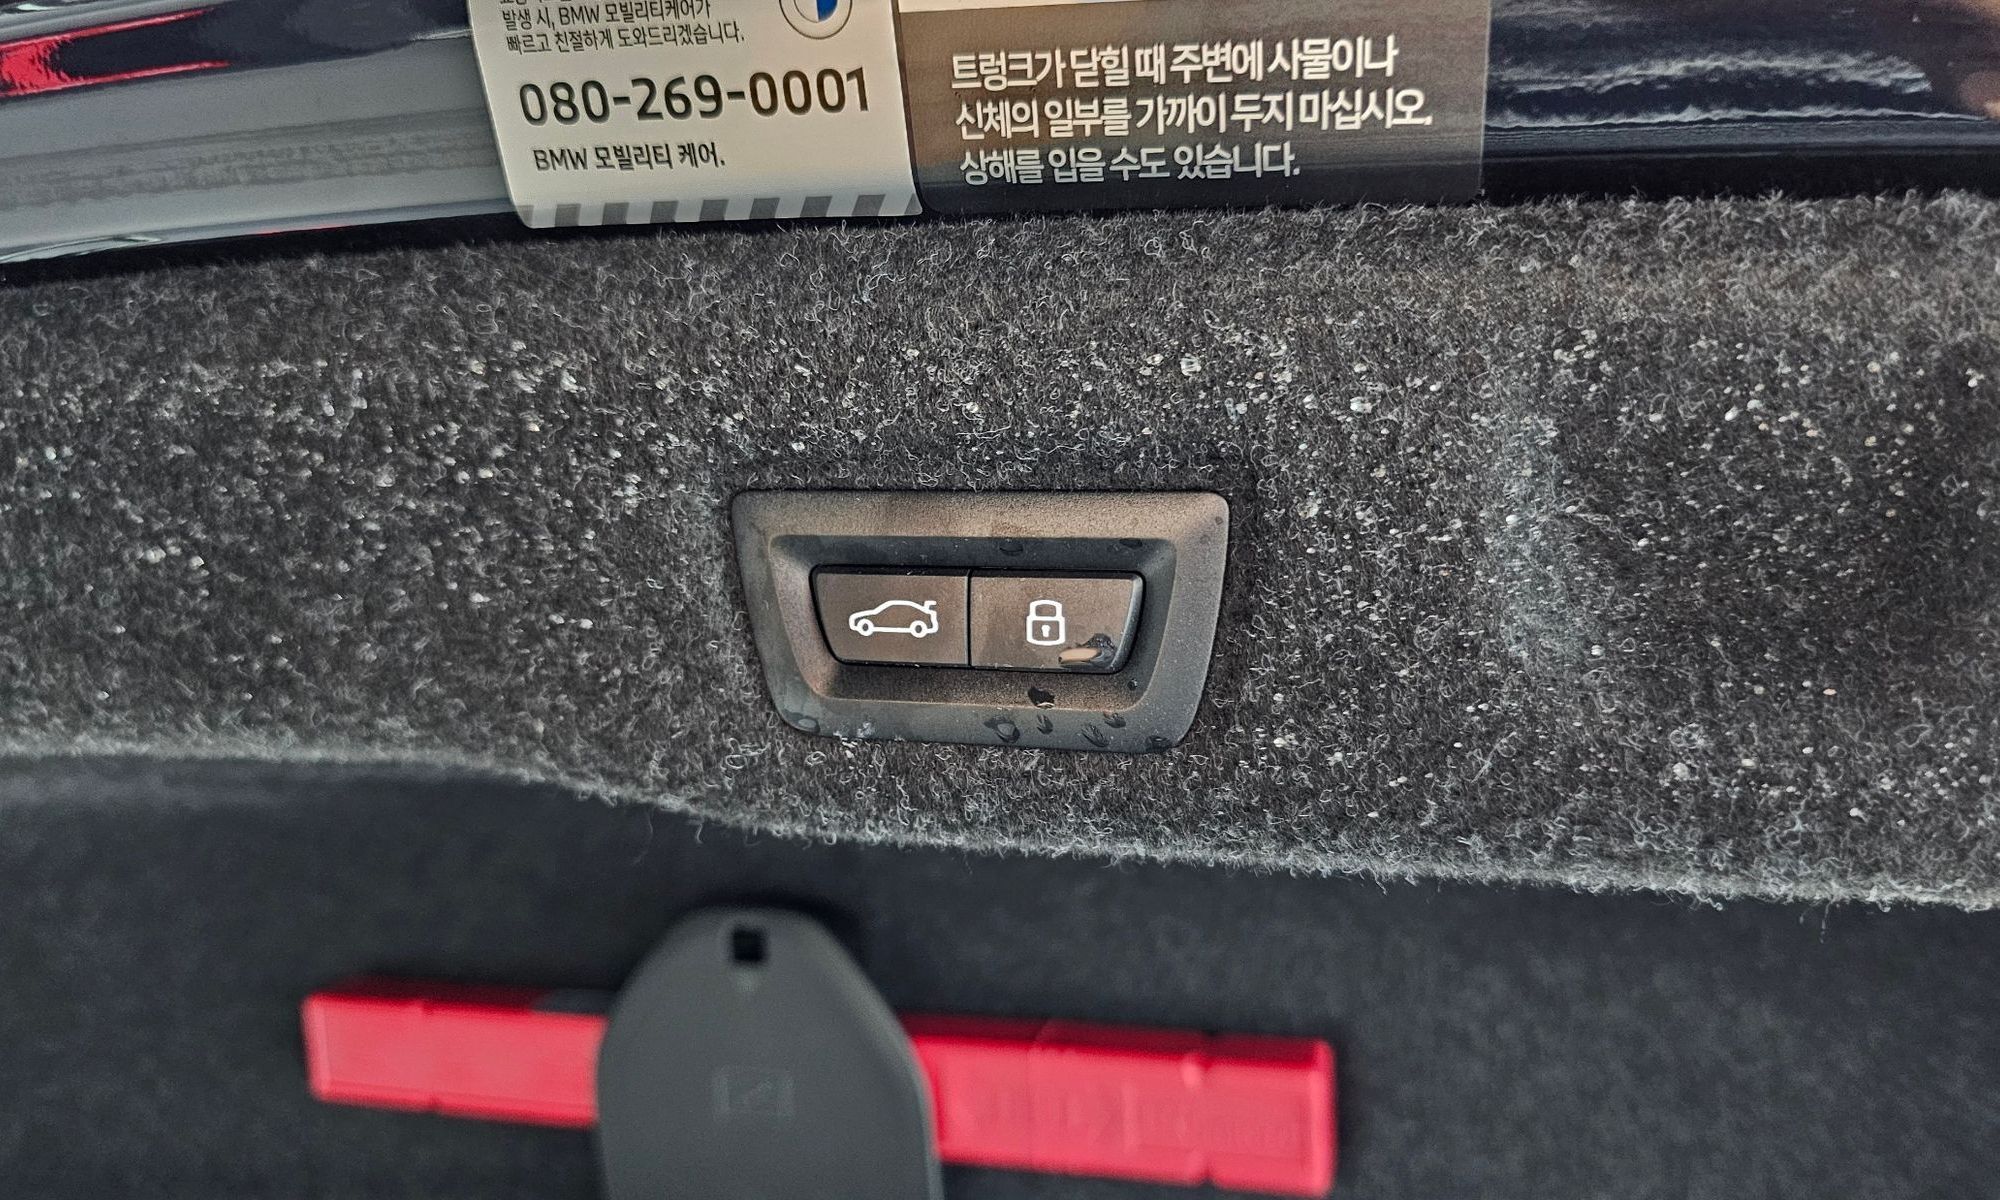 발생 시, BMW 모빌리티케어가
빠르고 친절하게 도와드리겠습니다.
080-269-0001
BMW 모빌리티 케어.
트렁크가 닫힐 때 주변에 사물이나
신체의 일부를 가까이 두지 마십시오.
상해를 입을 수도 있습니다.